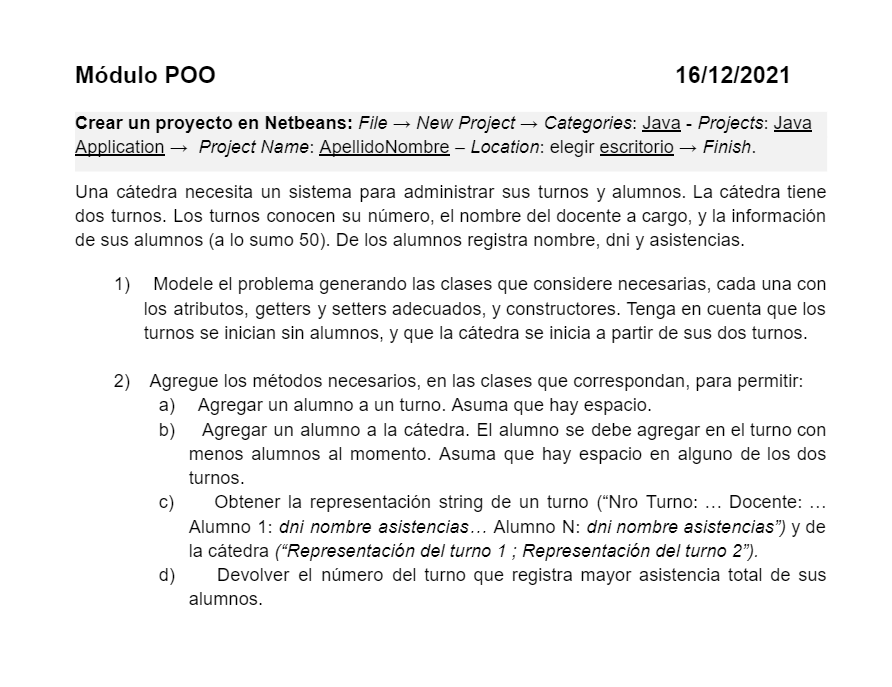 Módulo POO 16/12/2021
Crear un proyecto en Netbeans: File → New Project → Categories: Java - Projects: Java
Application → Project Name: ApellidoNombre – Location: elegir escritorio → Finish.
Una cátedra necesita un sistema para administrar sus turnos y alumnos. La cátedra tiene
dos turnos. Los turnos conocen su número, el nombre del docente a cargo, y la información
de sus alumnos (a lo sumo 50). De los alumnos registra nombre, dni y asistencias.
1) Modele el problema generando las clases que considere necesarias, cada una con
los atributos, getters y setters adecuados, y constructores. Tenga en cuenta que los
turnos se inician sin alumnos, y que la cátedra se inicia a partir de sus dos turnos.
2) Agregue los métodos necesarios, en las clases que correspondan, para permitir:
a) Agregar un alumno a un turno. Asuma que hay espacio.
b) Agregar un alumno a la cátedra. El alumno se debe agregar en el turno con
menos alumnos al momento. Asuma que hay espacio en alguno de los dos
turnos.
c) Obtener la representación string de un turno (“Nro Turno: … Docente: …
Alumno 1: dni nombre asistencias… Alumno N: dni nombre asistencias”) y de
la cátedra (“Representación del turno 1 ; Representación del turno 2”).
d) Devolver el número del turno que registra mayor asistencia total de sus
alumnos.